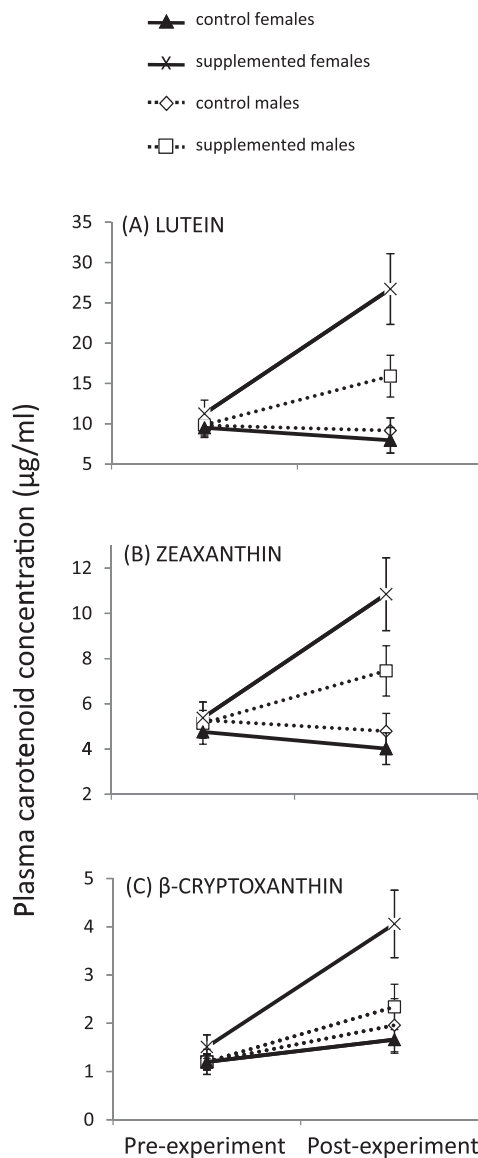 control females
supplemented females
control males
supplemented males
Plasma carotenoid concentration (µg/ml)
(A) LUTEIN
35
30
25
20
15
10
5
(B) ZEAXANTHIN
12
10
8
6
4
2
(C) β-CRYPTOXANTHIN
5
4
3
2
1
0
Pre-experiment Post-experiment